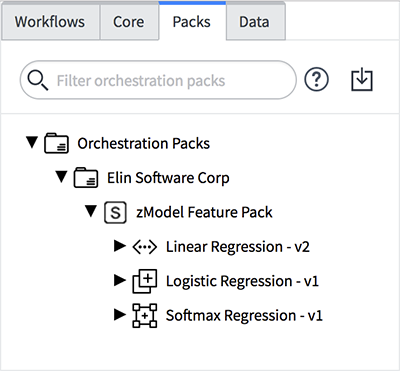 Workflows Core Packs Data
Filter orchestration packs ?
Orchestration Packs
Elin Software Corp
S zModel Feature Pack
Linear Regression - v2
Logistic Regression - v1
Softmax Regression - v1